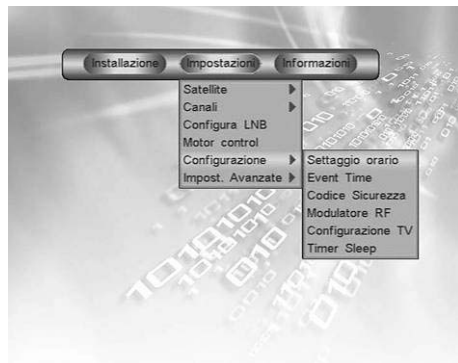 Installazione Impostazioni Informazioni
Satellite
Canali
Configura LNB
Motor control
Configurazione
Impost. Avanzate
Settaggio orario
Event Time
Codice Sicurezza
Modulatore RF
Configurazione TV
Timer Sleep